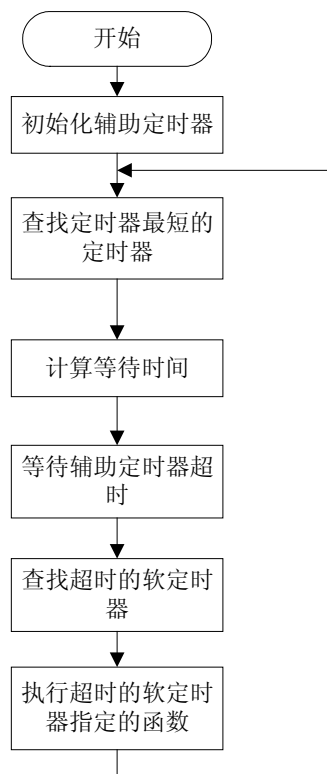 开始
初始化辅助定时器
查找定时器最短的
定时器
计算等待时间
等待辅助定时器超
时
查找超时的软定时
器
执行超时的软定时
器指定的函数